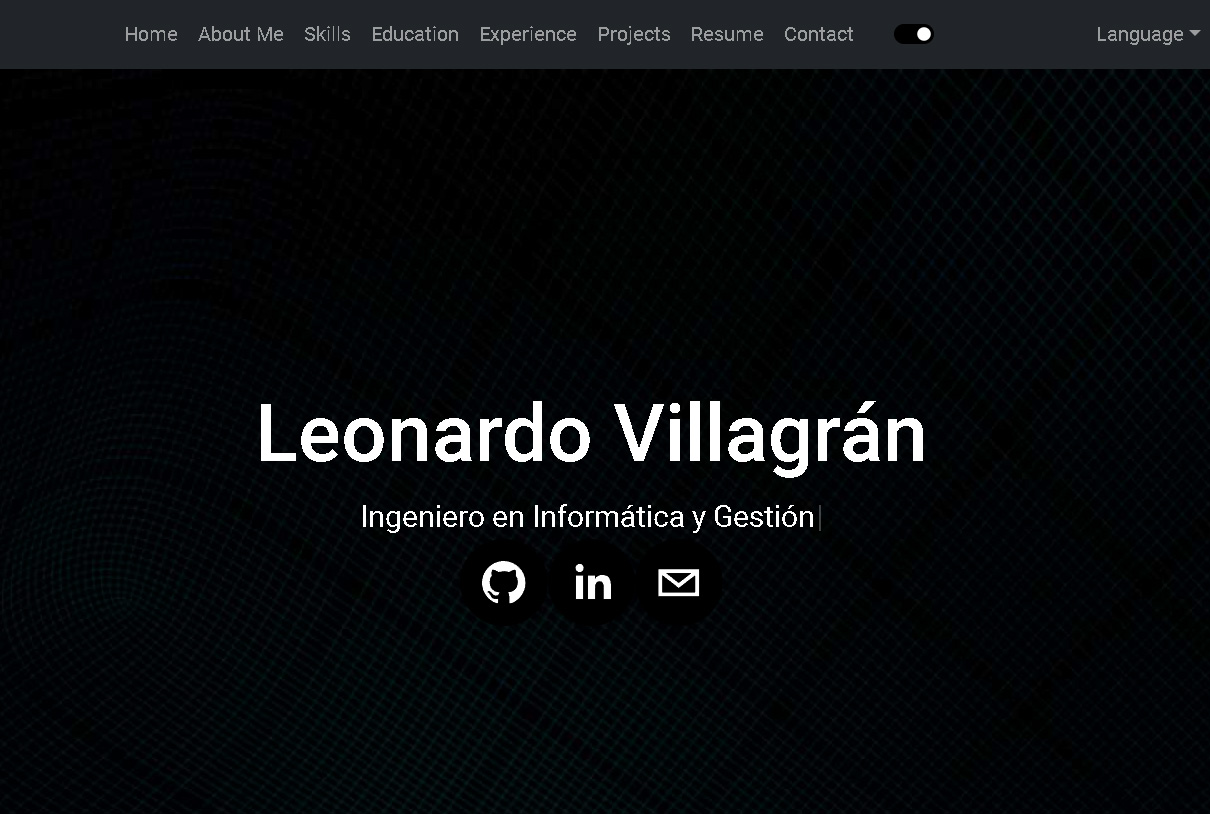 Home About Me Skills Education Experience Projects Resume Contact Language
Leonardo Villagrán
Ingeniero en Informática y Gestión
in